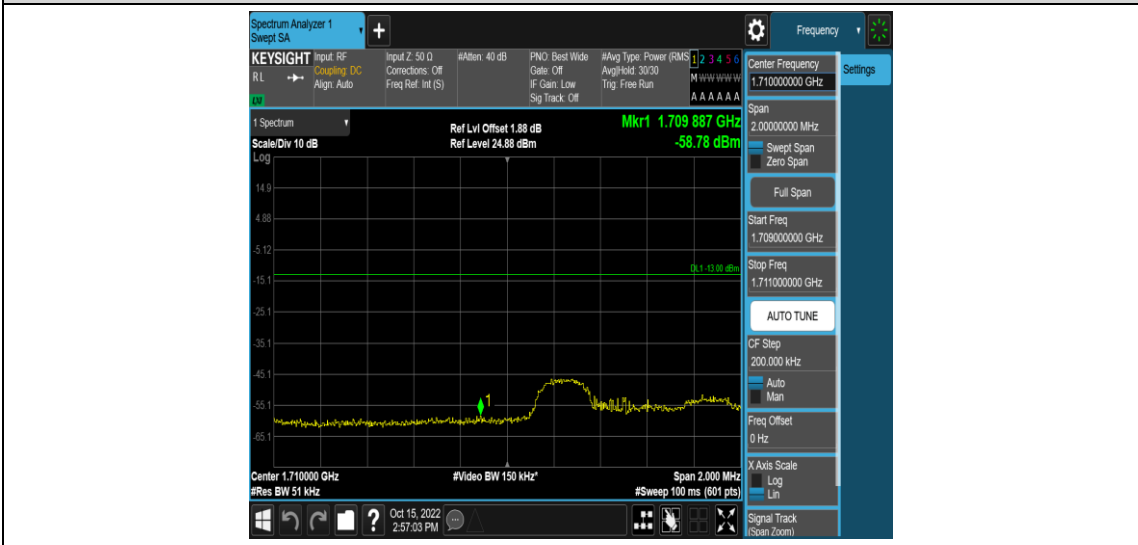 Spectrum Analyzer 1
Swept SA
+
Frequency
KEYSIGHT
RL
LXI
Input: RF
Coupling: DC
Align: Auto
Input Z: 50 Ω
Corrections: Off
Freq Ref: Int (S)
#Atten: 40 dB
PNO: Best Wide
Gate: Off
IF Gain: Low
Sig Track: Off
#Avg Type: Power (RMS
Avg|Hold: 30/30
Trig: Free Run
1 2 3 4 5 6
M W W W W W
A A A A A A
1 Spectrum
Scale/Div 10 dB
Log
Ref Lvl Offset 1.88 dB
Ref Level 24.88 dBm
Mkr1 1.709 887 GHz
-58.78 dBm
14.9
4.88
-5.12
-15.1
-25.1
-35.1
-45.1
-55.1
-65.1
DL1 -13.00 dBm
1
Center 1.710000 GHz
#Res BW 51 kHz
#Video BW 150 kHz*
Span 2.000 MHz
#Sweep 100 ms (601 pts)
Center Frequency
1.710000000 GHz
Settings
Span
2.00000000 MHz
Swept Span
Zero Span
Full Span
Start Freq
1.709000000 GHz
Stop Freq
1.711000000 GHz
AUTO TUNE
CF Step
200.000 kHz
Auto
Man
Freq Offset
0 Hz
X Axis Scale
Log
Lin
Signal Track
(Span Zoom)
?
Oct 15, 2022
2:57:03 PM